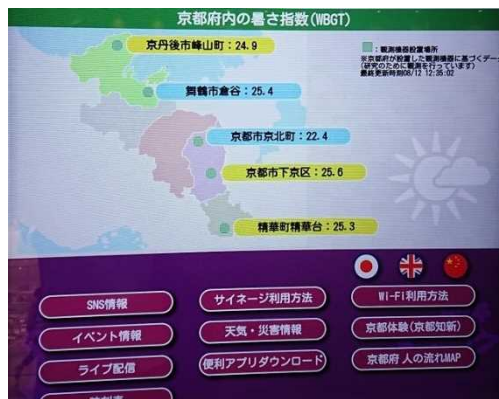 京都府内の暑さ指数(WBGT)
京丹後市峰山町:24.9
:観測機器設置場所
※京都府が設置した観測機器に基づくデータ
(研究のために観測を行っています)
最終更新時間08/12 12:35:02
舞鶴市倉谷:25.4
京都市京北町:22.4
京都市下京区:25.6
精華町精華台:25.3
SNS情報
サイネージ利用方法
Wi-Fi利用方法
イベント情報
天気・災害情報
京都体験(京都知新)
ライブ配信
便利アプリダウンロード
京都府 人の流れMAP